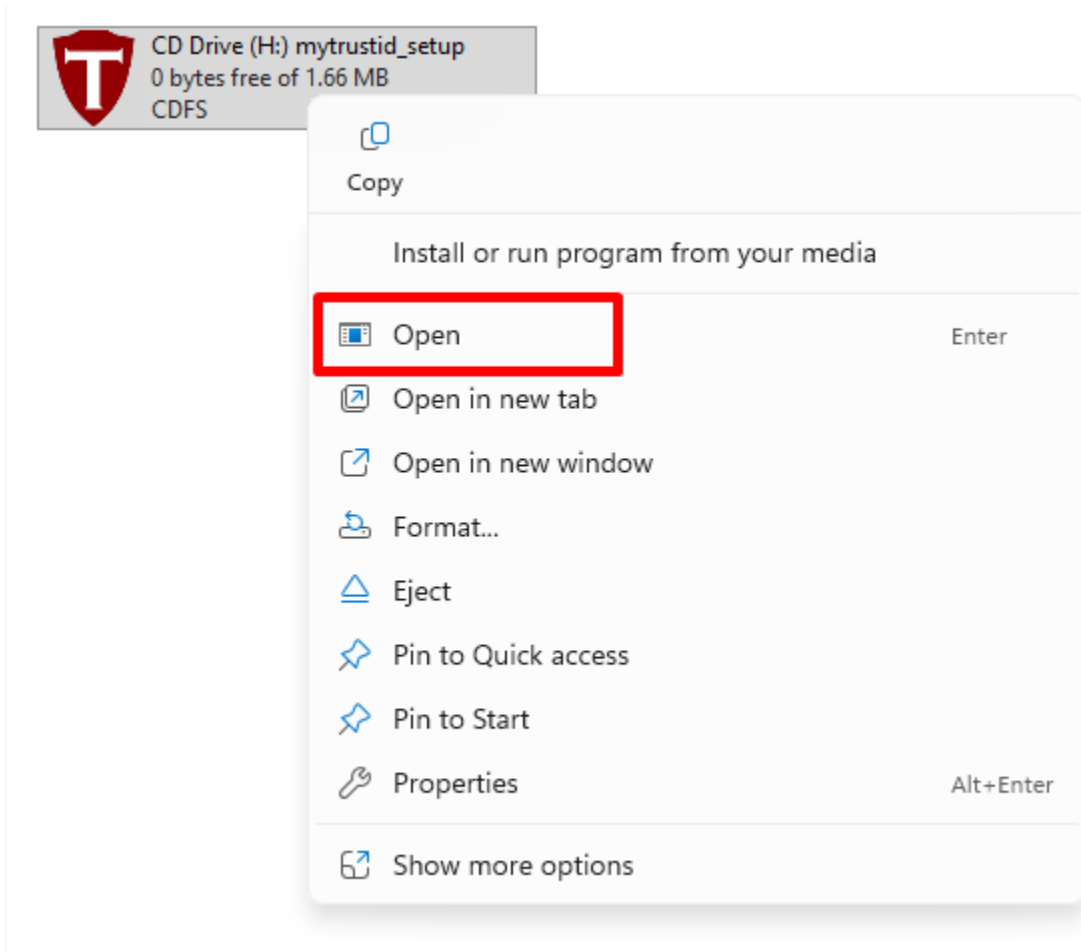 T
CD Drive (H:) mytrustid_setup
0 bytes free of 1.66 MB
CDFS
Copy
Install or run program from your media
Open Enter
Open in new tab
Open in new window
Format...
Eject
Pin to Quick access
Pin to Start
Properties Alt+Enter
Show more options